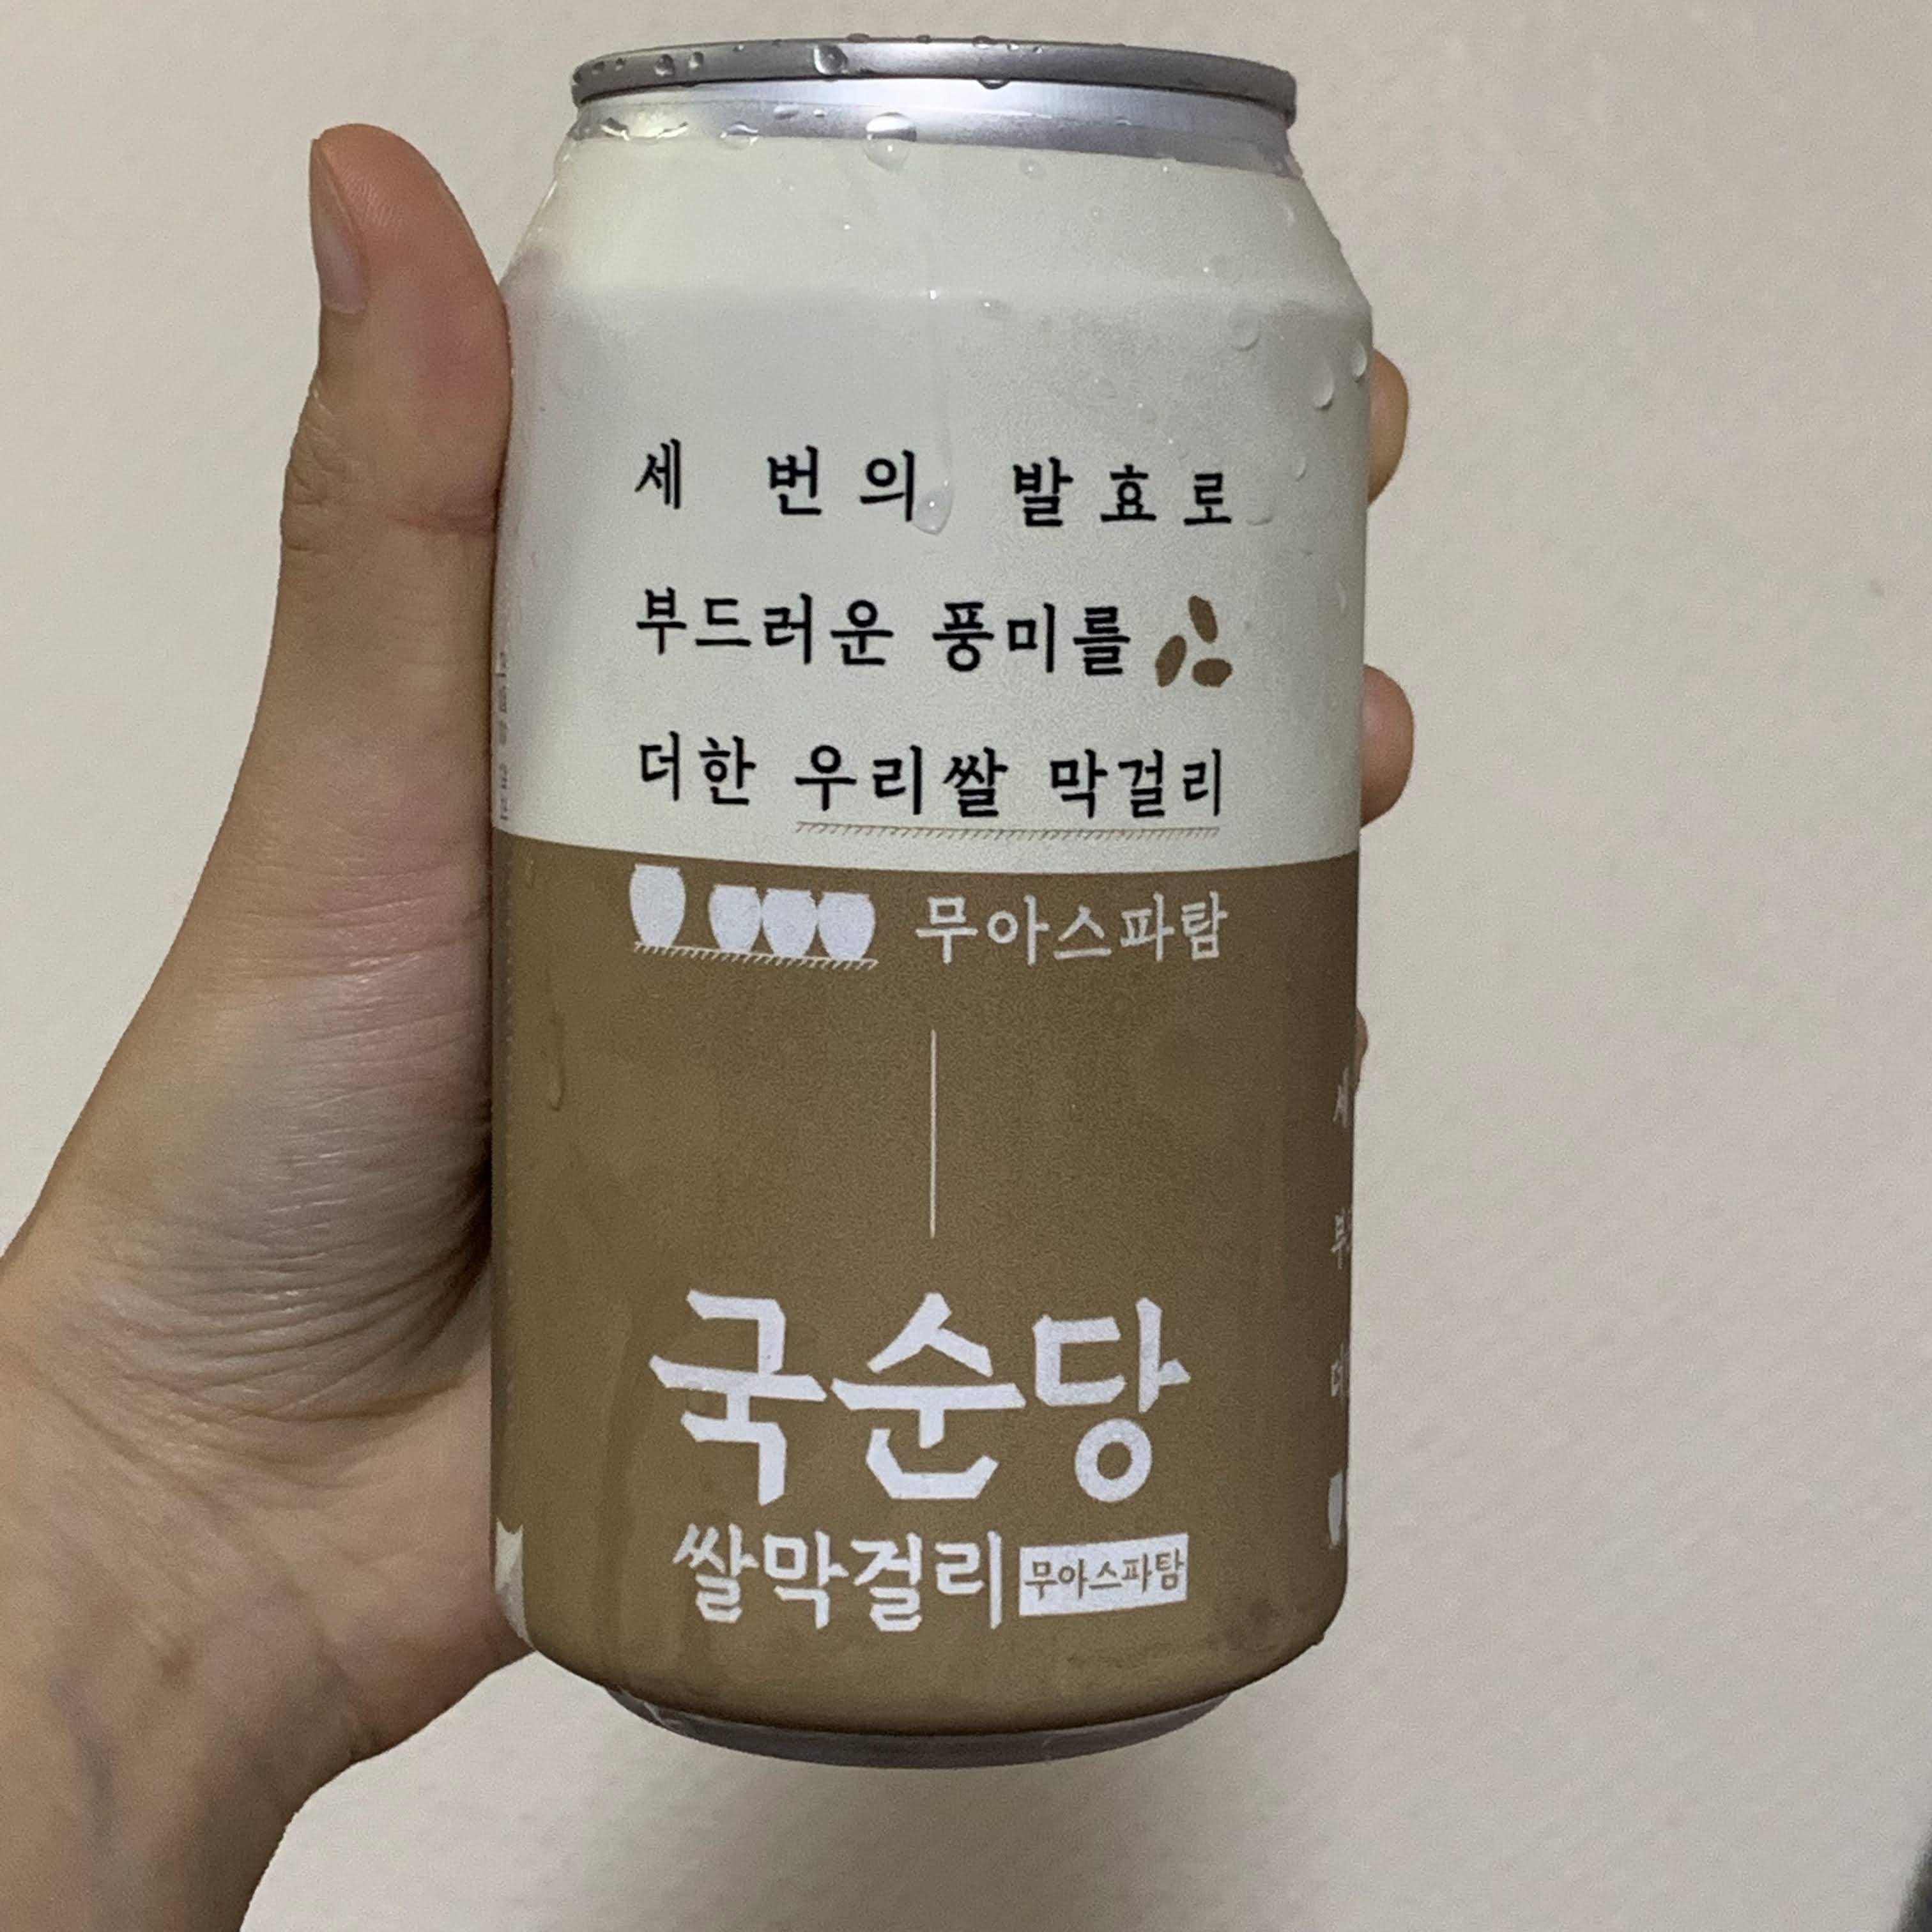 세 번의 발효로
부드러운 풍미를
더한 우리쌀 막걸리
무아스파탐
국순당
쌀막걸리 무아스파탐